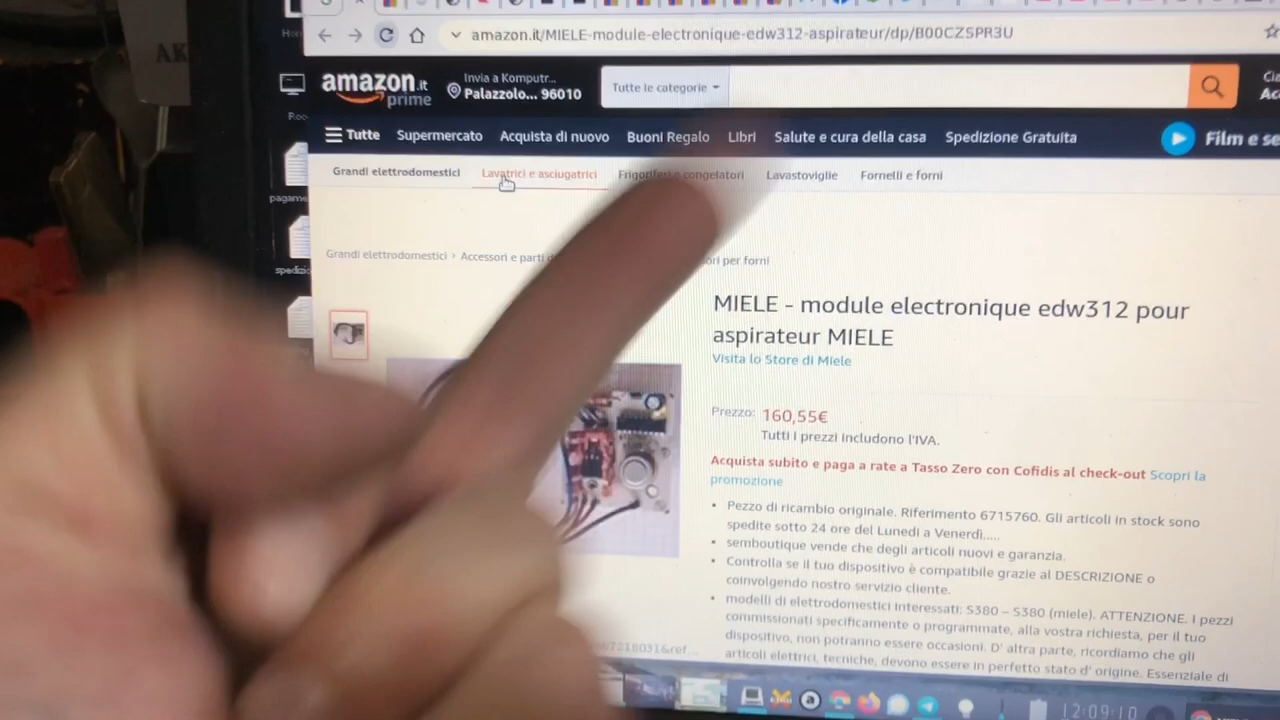 AK
amazon.it/MIELE-module-electronique-edw312-aspirateur/dp/B00CZSPR3U
amazon.it
prime
Invia a Komputr...
Palazzolo... 96010
Tutte le categorie
Tutte Supermercato Acquista di nuovo Buoni Regalo Libri Salute e cura della casa Spedizione Gratuita Film e se
Grandi elettrodomestici Lavatrici e asciugatrici Frigoriferi e congelatori Lavastoviglie Fornelli e forni
pagame
spedizi
Grandi elettrodomestici › Accessori e parti d ori per forni
MIELE - module electronique edw312 pour
aspirateur MIELE
Visita lo Store di Miele
Prezzo: 160,55€
Tutti i prezzi includono l'IVA.
Acquista subito e paga a rate a Tasso Zero con Cofidis al check-out Scopri la
promozione
• Pezzo di ricambio originale. Riferimento 6715760. Gli articoli in stock sono
spedite sotto 24 ore del Lunedi a Venerdì.....
• semboutique vende che degli articoli nuovi e garanzia.
• Controlla se il tuo dispositivo è compatibile grazie al DESCRIZIONE o
coinvolgendo nostro servizio cliente.
• modelli di elettrodomestici interessati: S380 – S380 (miele). ATTENZIONE. I pezzi
commissionati specificamente o programmate, alla vostra richiesta, per il tuo
dispositivo, non potranno essere occasioni. D' altra parte, ricordiamo che gli
articoli elettrici, tecniche, devono essere in perfetto stato d' origine. Essenziale di
12:09:10